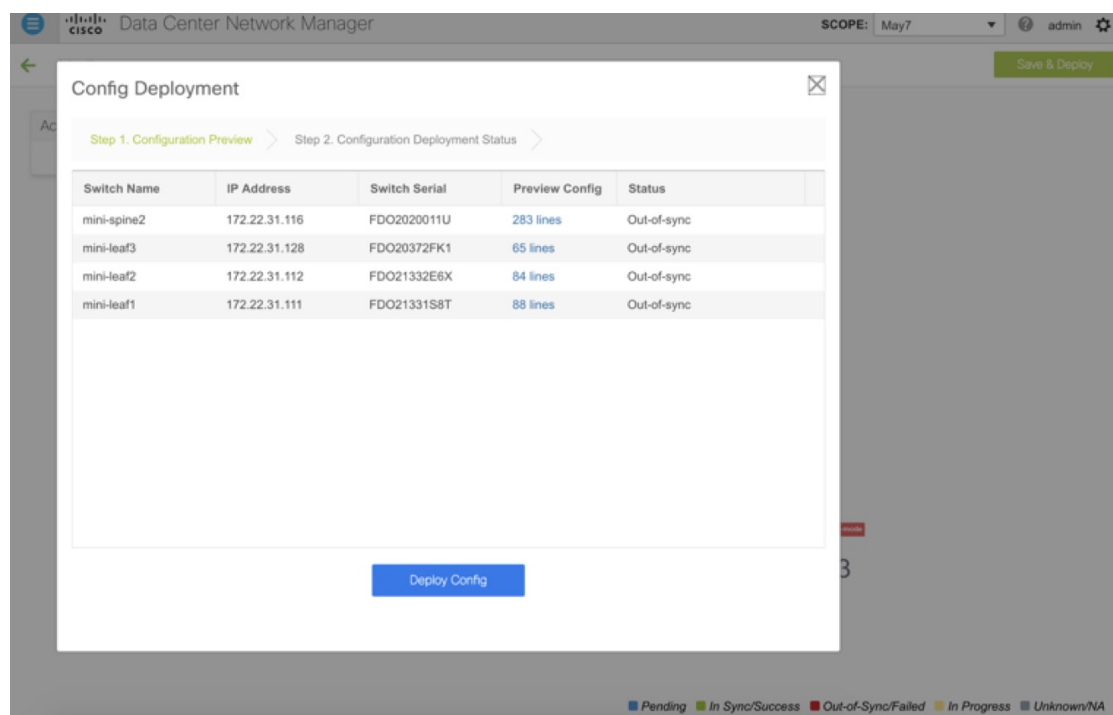 CISCO Data Center Network Manager SCOPE: May7 admin
Save & Deploy
Config Deployment
Ac
Step 1. Configuration Preview Step 2. Configuration Deployment Status
Switch Name IP Address Switch Serial Preview Config Status
mini-spine2 172.22.31.116 FDO2020011U 283 lines Out-of-sync
mini-leaf3 172.22.31.128 FDO20372FK1 65 lines Out-of-sync
mini-leaf2 172.22.31.112 FDO21332E6X 84 lines Out-of-sync
mini-leaf1 172.22.31.111 FDO21331S8T 88 lines Out-of-sync
3
Deploy Config
Pending In Sync/Success Out-of-Sync/Failed In Progress Unknown/NA